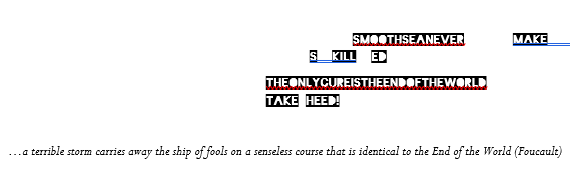 SMOOTHSEANEVER MAKE
S__KILL ED
THEONLYCUREISTHEENDOFTHEWORLD
TAKE HEED!
...a terrible storm carries away the ship of fools on a senseless course that is identical to the End of the World (Foucault)